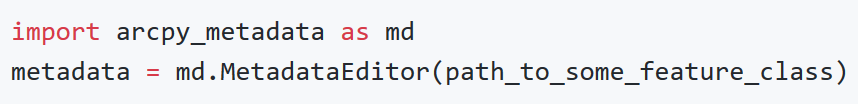 import arcpy_metadata as md
metadata = md.MetadataEditor(path_to_some_feature_class)